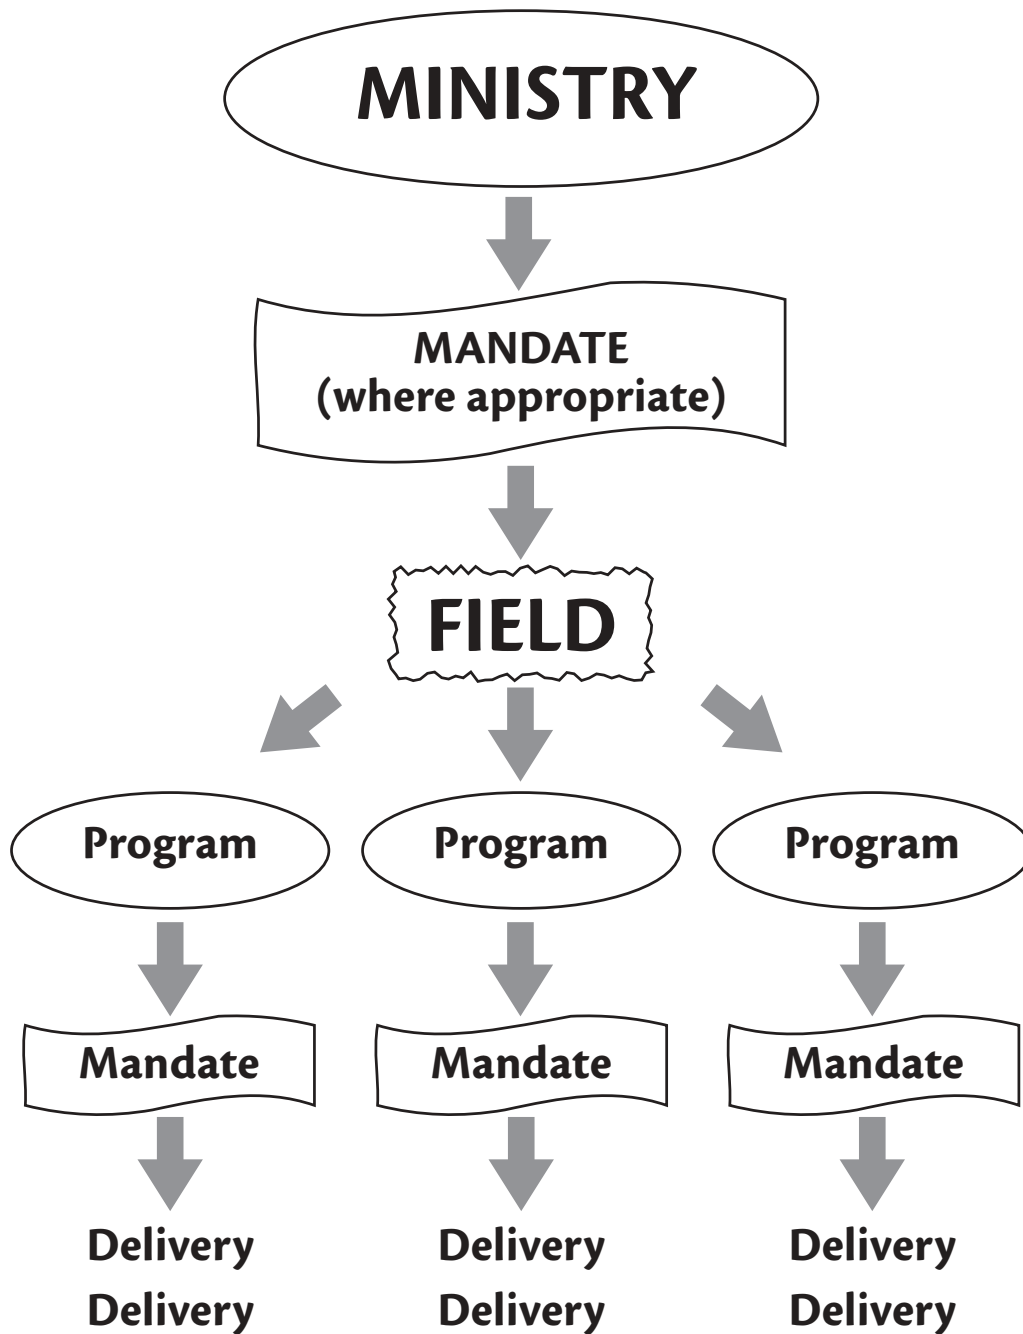 MINISTRY
MANDATE
(where appropriate)
FIELD
Program Program Program
Mandate Mandate Mandate
Delivery Delivery Delivery
Delivery Delivery Delivery